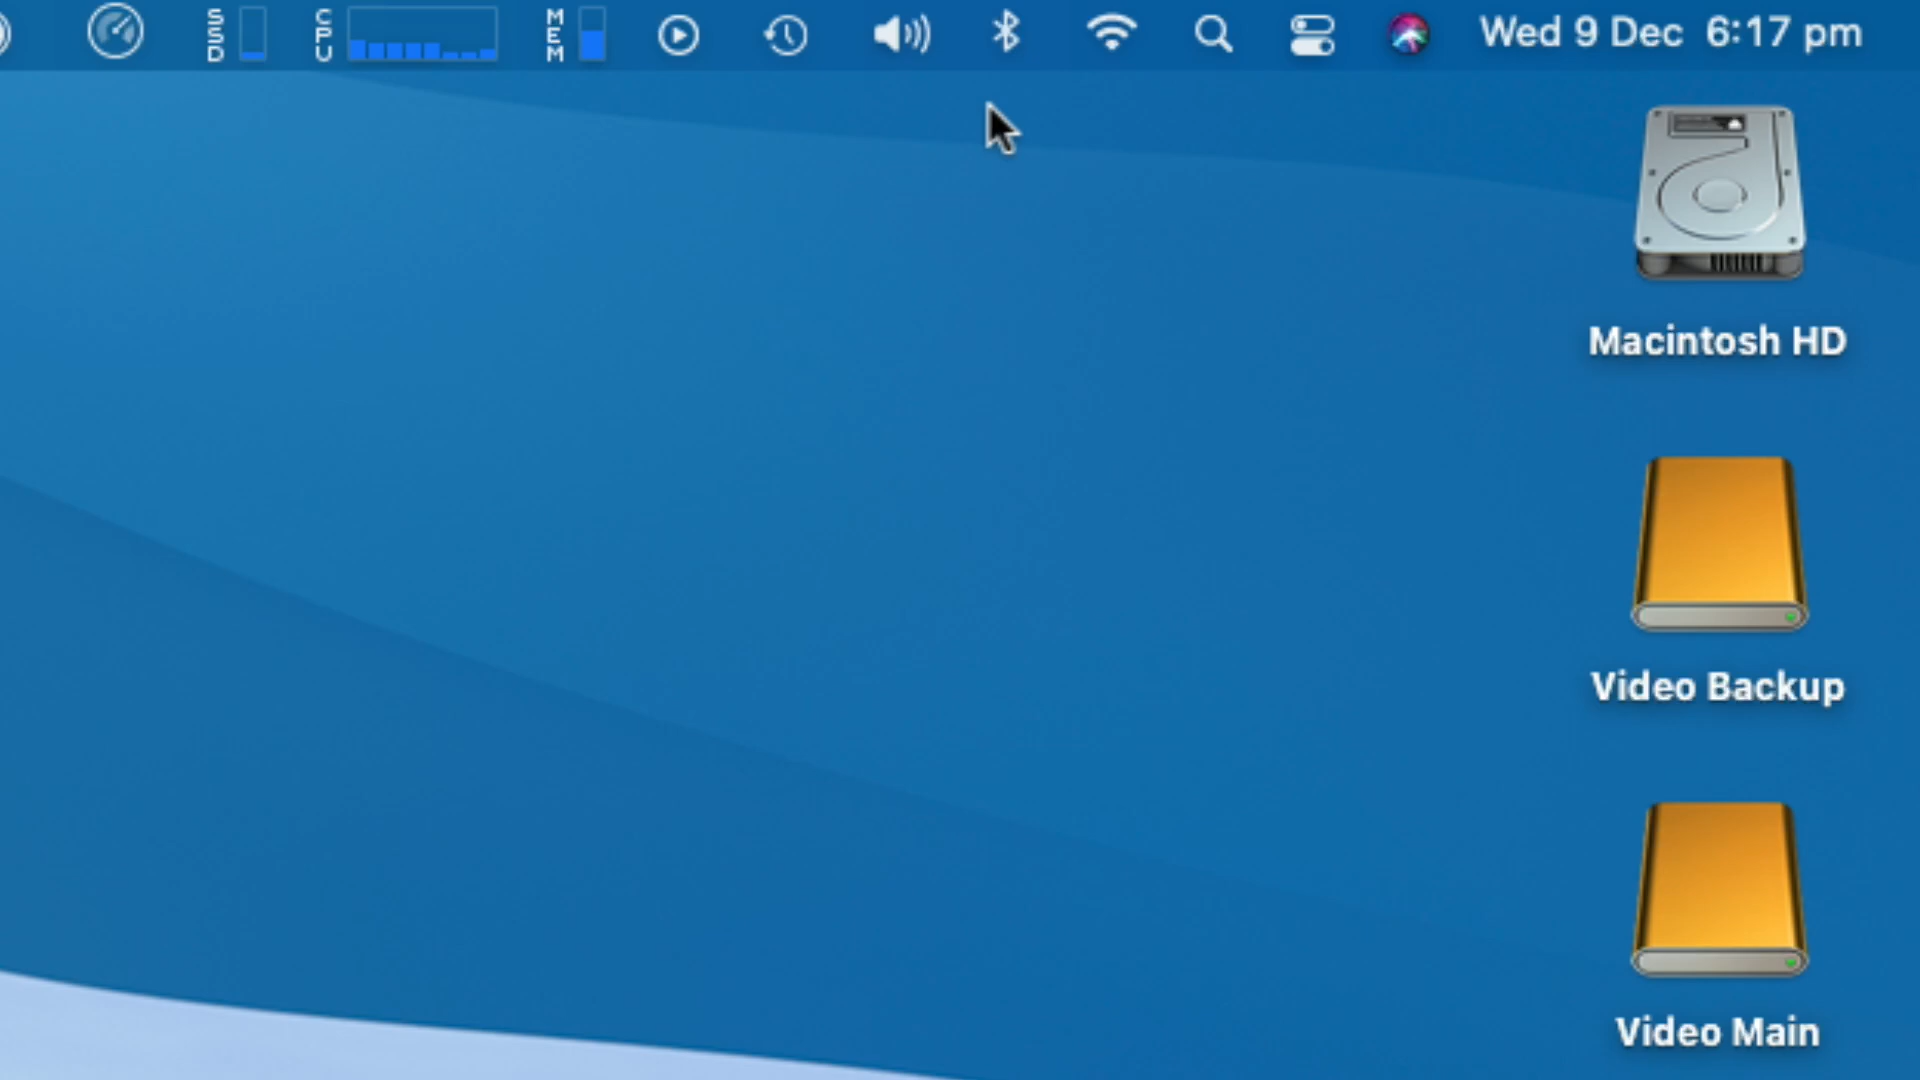 SSD CPU MEM Wed 9 Dec 6:17 pm
Macintosh HD
Video Backup
Video Main